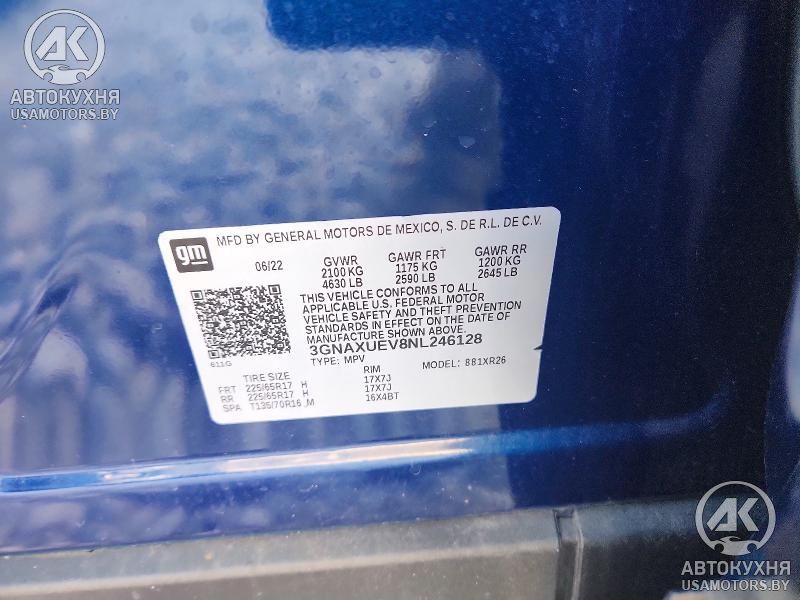 AK
АВТОКУХНЯ
USAMOTORS.BY
gm
MFD BY GENERAL MOTORS DE MEXICO, S. DE R.L. DE C.V.
06/22 GVWR GAWR FRT GAWR RR
2100 KG 1175 KG 1200 KG
4630 LB 2590 LB 2645 LB
THIS VEHICLE CONFORMS TO ALL
APPLICABLE U.S. FEDERAL MOTOR
VEHICLE SAFETY AND THEFT PREVENTION
STANDARDS IN EFFECT ON THE DATE OF
MANUFACTURE SHOWN ABOVE.
3GNAXUEV8NL246128
611G
TYPE: MPV MODEL: 881XR26
TIRE SIZE RIM
FRT 225/65R17 H 17X7J
RR 225/65R17 H 17X7J
SPA T135/70R16 M 16X4BT
AK
АВТОКУХНЯ
USAMOTORS.BY